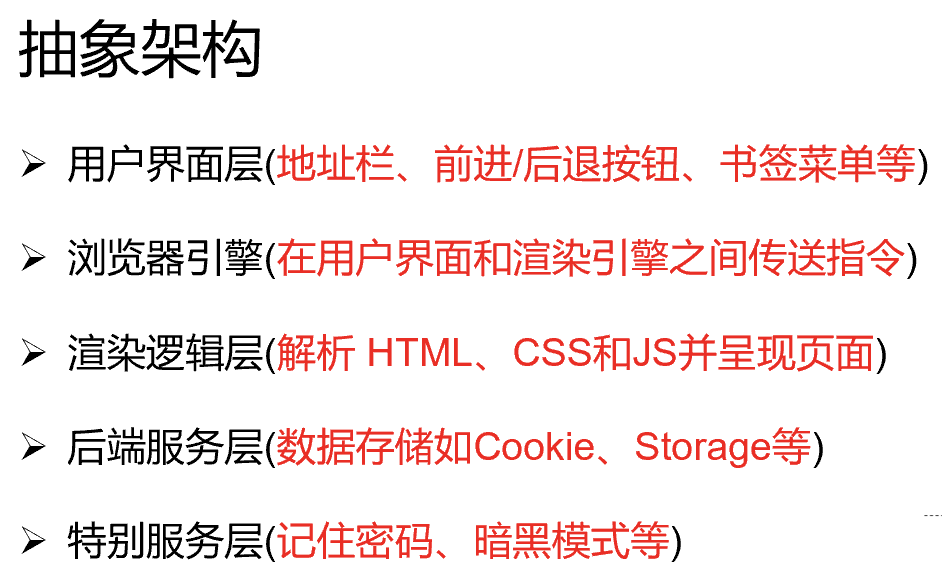 抽象架构
➢ 用户界面层(地址栏、前进/后退按钮、书签菜单等)
➢ 浏览器引擎(在用户界面和渲染引擎之间传送指令)
➢ 渲染逻辑层(解析 HTML、CSS和JS并呈现页面)
➢ 后端服务层(数据存储如Cookie、Storage等)
➢ 特别服务层(记住密码、暗黑模式等)